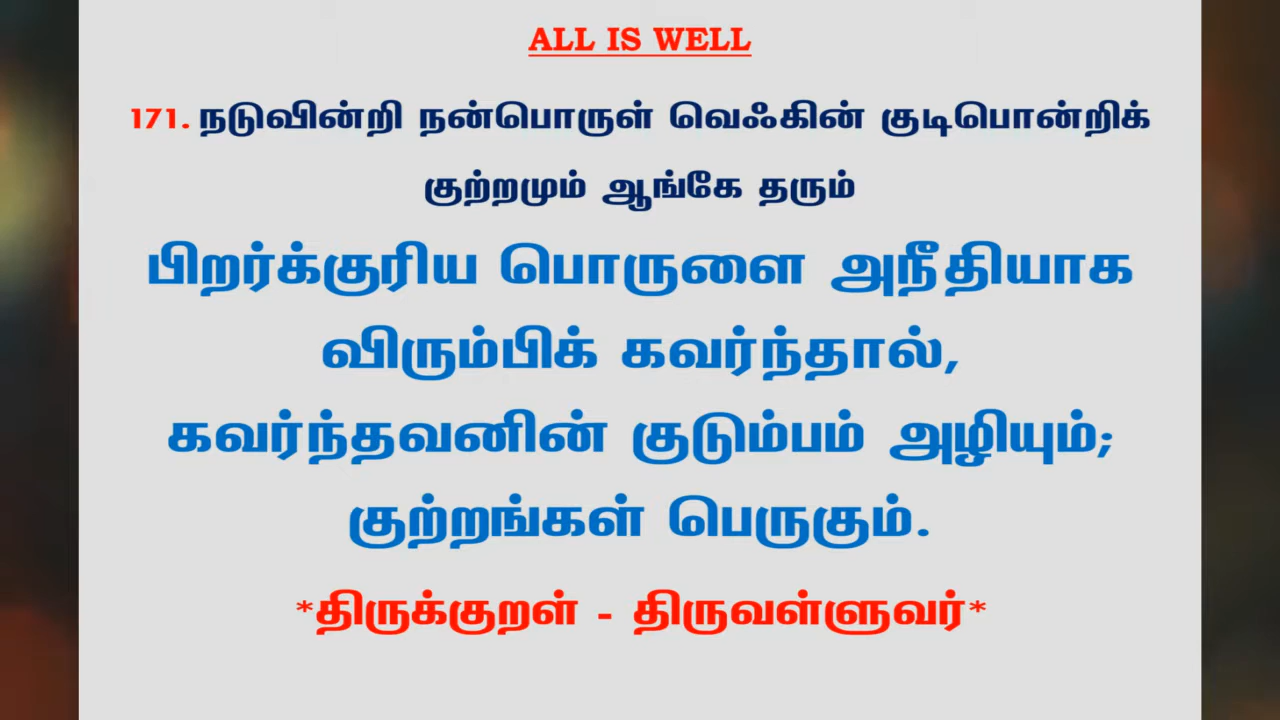 ALL IS WELL
171. நடுவின்றி நன்பொருள் வெஃகின் குடிபொன்றிக்
குற்றமும் ஆங்கே தரும்
பிறர்க்குரிய பொருளை அநீதியாக
விரும்பிக் கவர்ந்தால்,
கவர்ந்தவனின் குடும்பம் அழியும்;
குற்றங்கள் பெருகும்.
*திருக்குறள் - திருவள்ளுவர்*